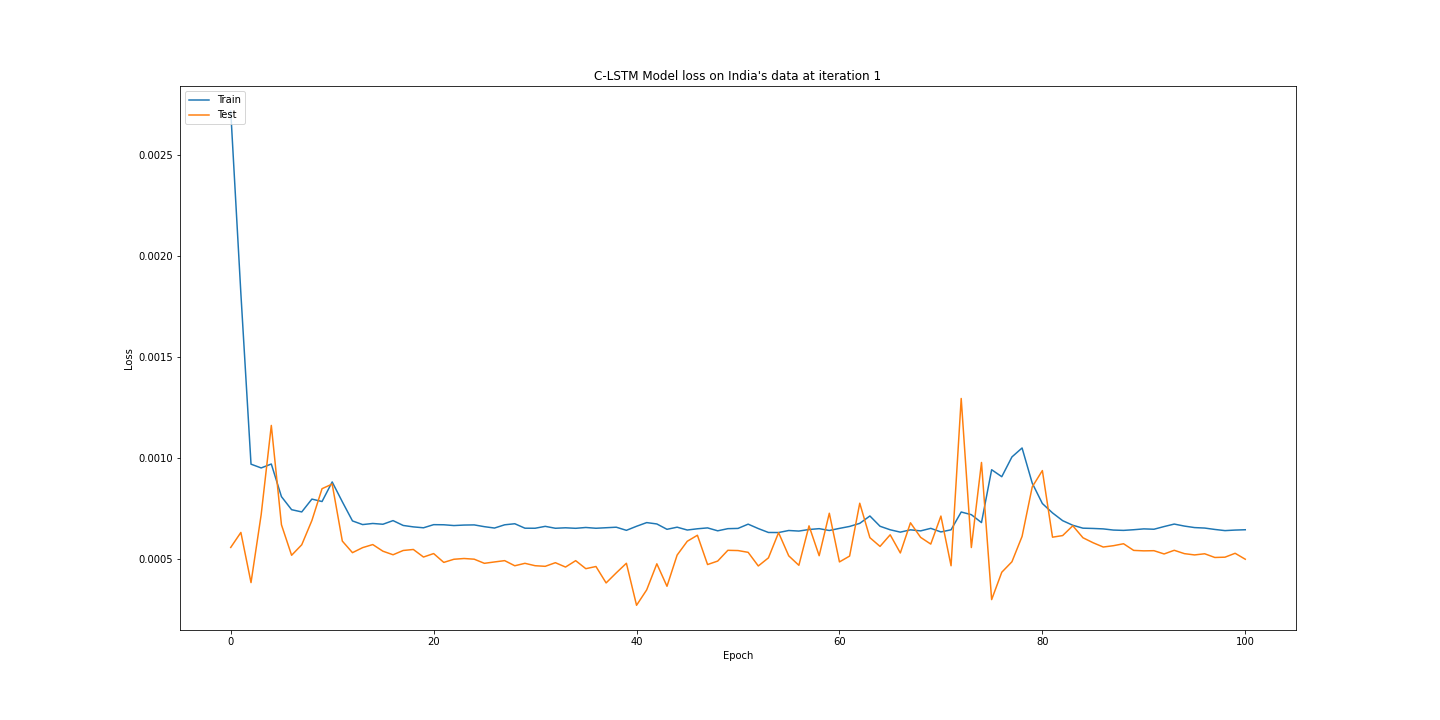 C-LSTM Model loss on India's data at iteration 1
Train
Test
0.0025
0.0020
0.0015
0.0010
0.0005
Loss
0 20 40 60 80 100
Epoch